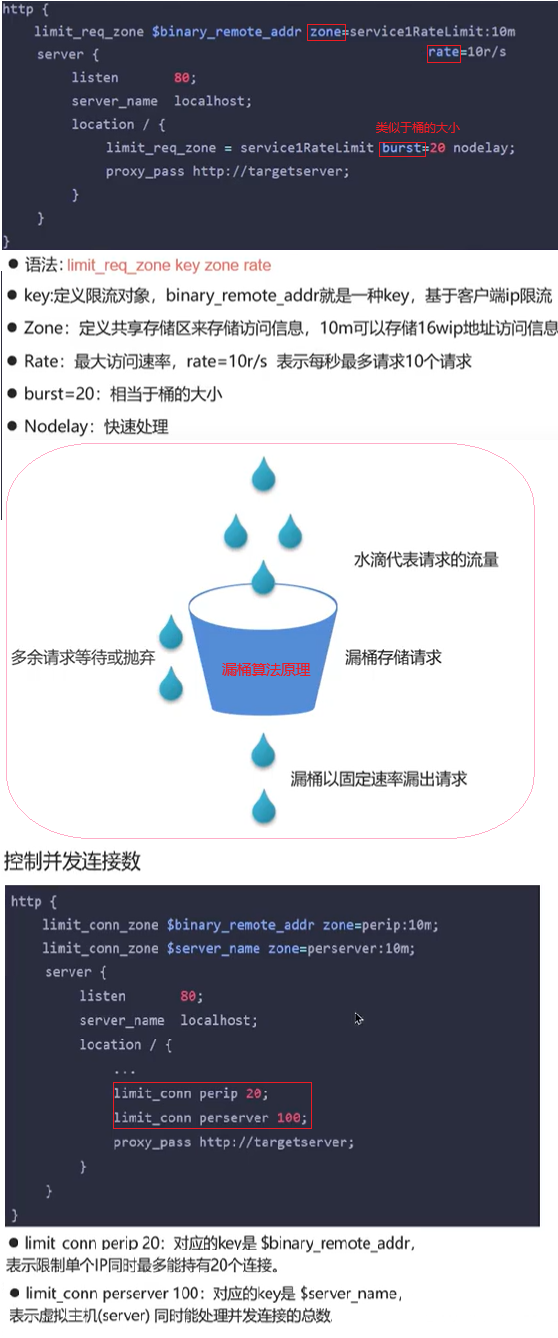 http {
limit_req_zone $binary_remote_addr zone=service1RateLimit:10m
rate=10r/s
server {
listen 80;
server_name localhost;
location / {
类似于桶的大小
limit_req_zone = service1RateLimit burst=20 nodelay;
proxy_pass http://targetserver;
}
}
}
● 语法: limit_req_zone key zone rate
● key:定义限流对象，binary_remote_addr就是一种key，基于客户端ip限流
● Zone：定义共享存储区来存储访问信息，10m可以存储16wip地址访问信息
● Rate：最大访问速率，rate=10r/s 表示每秒最多请求10个请求
● burst=20：相当于桶的大小
● Nodelay：快速处理
水滴代表请求的流量
多余请求等待或抛弃
漏桶算法原理
漏桶存储请求
漏桶以固定速率漏出请求
控制并发连接数
http {
limit_conn_zone $binary_remote_addr zone=perip:10m;
limit_conn_zone $server_name zone=perserver:10m;
server {
listen 80;
server_name localhost;
location / {
...
limit_conn perip 20;
limit_conn perserver 100;
proxy_pass http://targetserver;
}
}
}
● limit_conn perip 20：对应的key是 $binary_remote_addr，
表示限制单个IP同时最多能持有20个连接。
● limit_conn perserver 100：对应的key是 $server_name，
表示虚拟主机(server) 同时能处理并发连接的总数